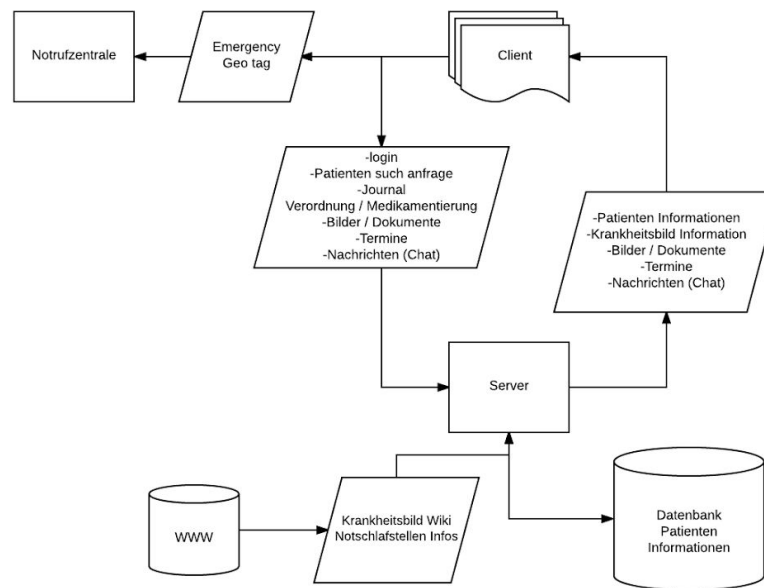 Notrufzentrale
Emergency
Geo tag
Client
-login
-Patienten such anfrage
-Journal
Verordnung / Medikamentierung
-Bilder / Dokumente
-Termine
-Nachrichten (Chat)
-Patienten Informationen
-Krankheitsbild Information
-Bilder / Dokumente
-Termine
-Nachrichten (Chat)
Server
WWW
Krankheitsbild Wiki
Notschlafstellen Infos
Datenbank
Patienten
Informationen